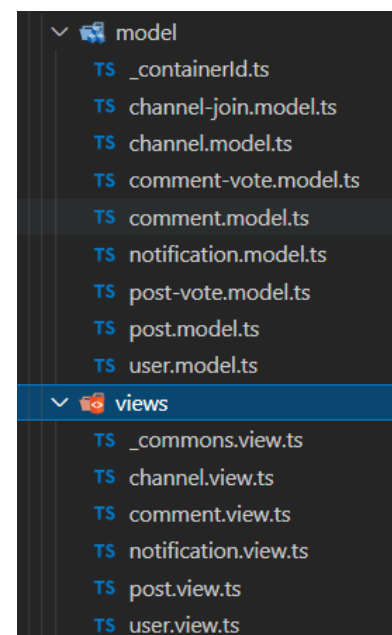 model
TS _containerId.ts
TS channel-join.model.ts
TS channel.model.ts
TS comment-vote.model.ts
TS comment.model.ts
TS notification.model.ts
TS post-vote.model.ts
TS post.model.ts
TS user.model.ts
views
TS _commons.view.ts
TS channel.view.ts
TS comment.view.ts
TS notification.view.ts
TS post.view.ts
TS user.view.ts